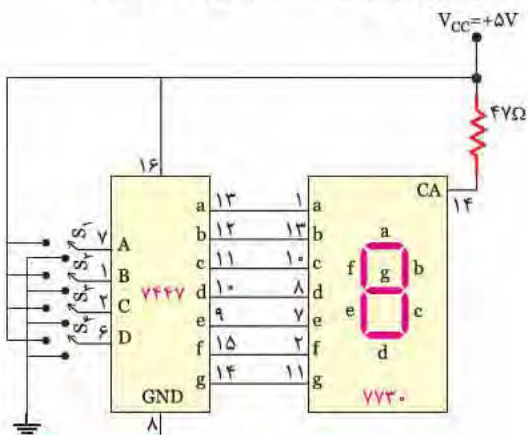 V_CC=+۵V
۴۷Ω
۱۶
CA
۱۴
a ۱۳ ۱ a
b ۱۲ ۱۳ b
c ۱۱ ۱۰ c
d ۱۰ ۸ d
e ۹ ۷ e
f ۱۵ ۲ f
g ۱۴ ۱۱ g
S۱ ۷ A
S۲ ۱ B
S۳ ۲ C
S۴ ۶ D
۷۴۴۷
GND
۸
a
f g b
e c
d
۷۷۳۰